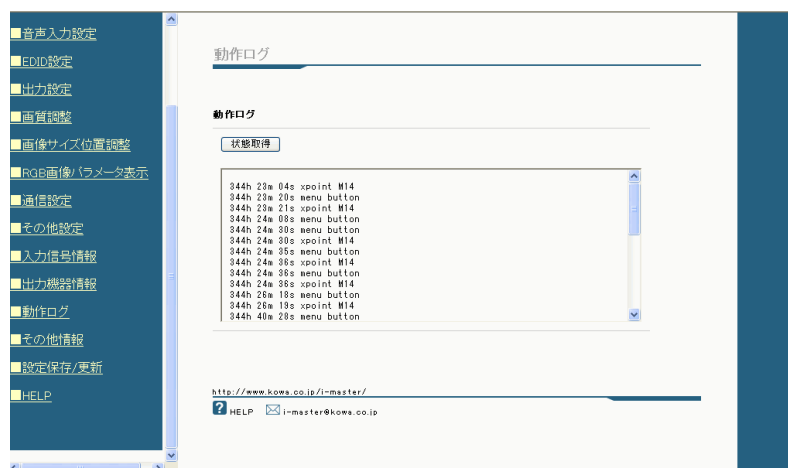 ■音声入力設定
■EDID設定
■出力設定
■画質調整
■画像サイズ位置調整
■RGB画像パラメータ表示
■通信設定
■その他設定
■入力信号情報
■出力機器情報
■動作ログ
■その他情報
■設定保存/更新
■HELP
動作ログ
動作ログ
状態取得
344h 23m 04s xpoint M14
344h 23m 20s menu button
344h 23m 21s xpoint M14
344h 24m 08s menu button
344h 24m 30s menu button
344h 24m 30s xpoint M14
344h 24m 35s menu button
344h 24m 36s xpoint M14
344h 24m 36s menu button
344h 24m 36s xpoint M14
344h 26m 18s menu button
344h 26m 19s xpoint M14
344h 40m 28s menu button
http://www.kowa.co.jp/i-master/
? HELP i-master@kowa.co.jp